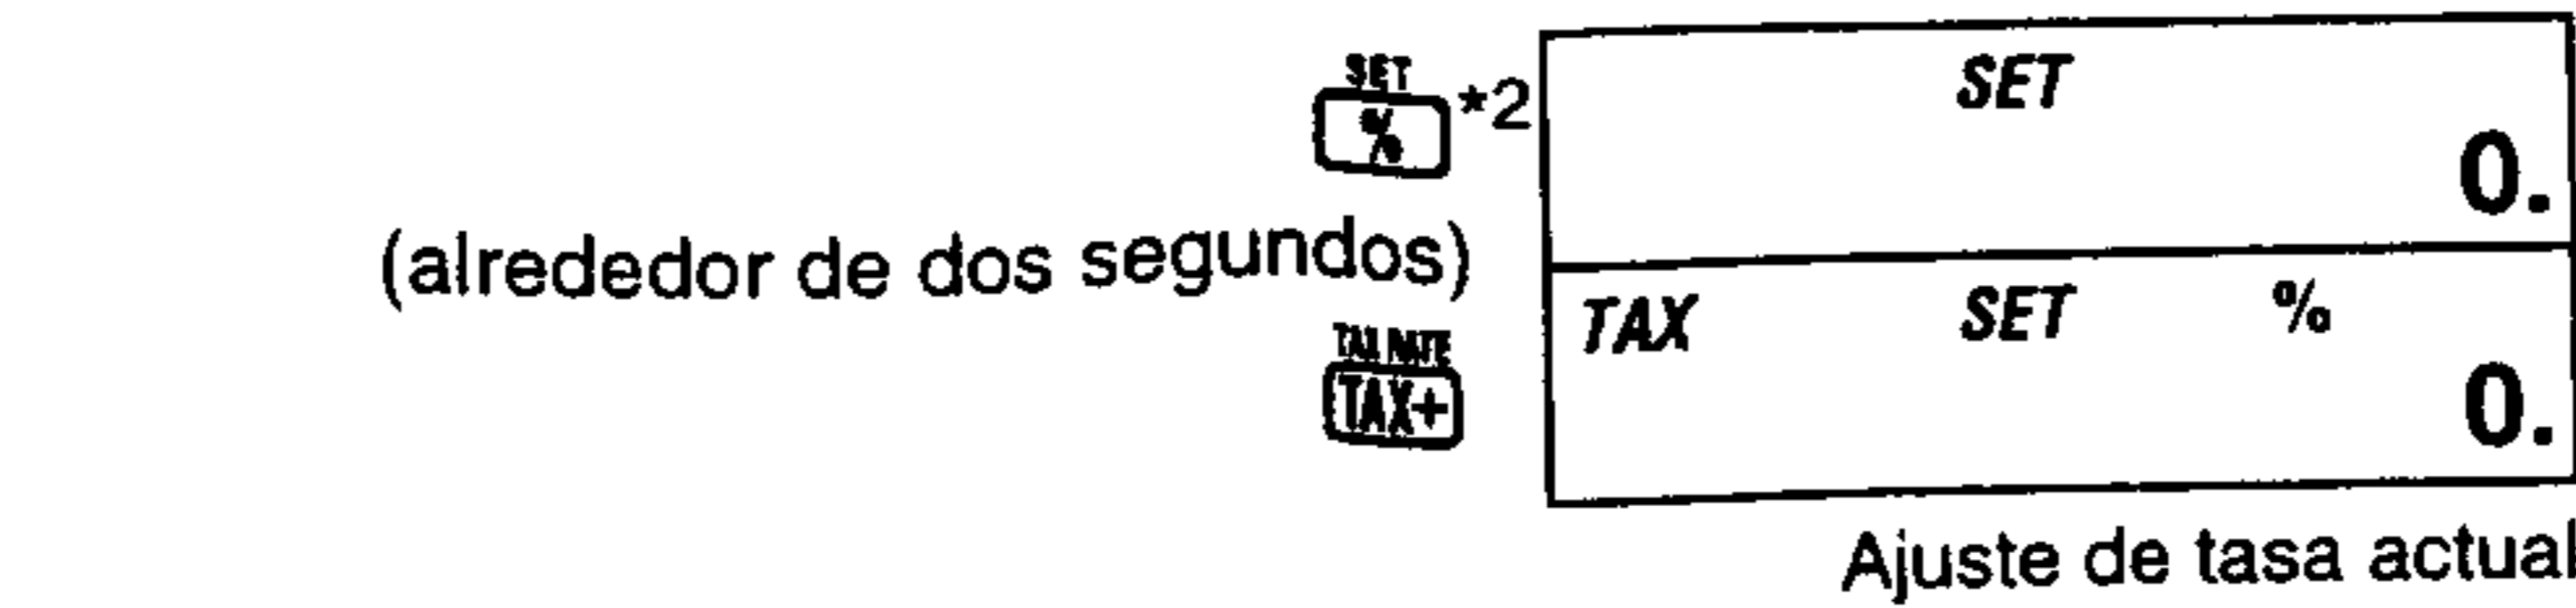 SET
% *2 SET
0.
(alrededor de dos segundos)
TAX SET %
TAX RATE
TAX+ 0.
Ajuste de tasa actual